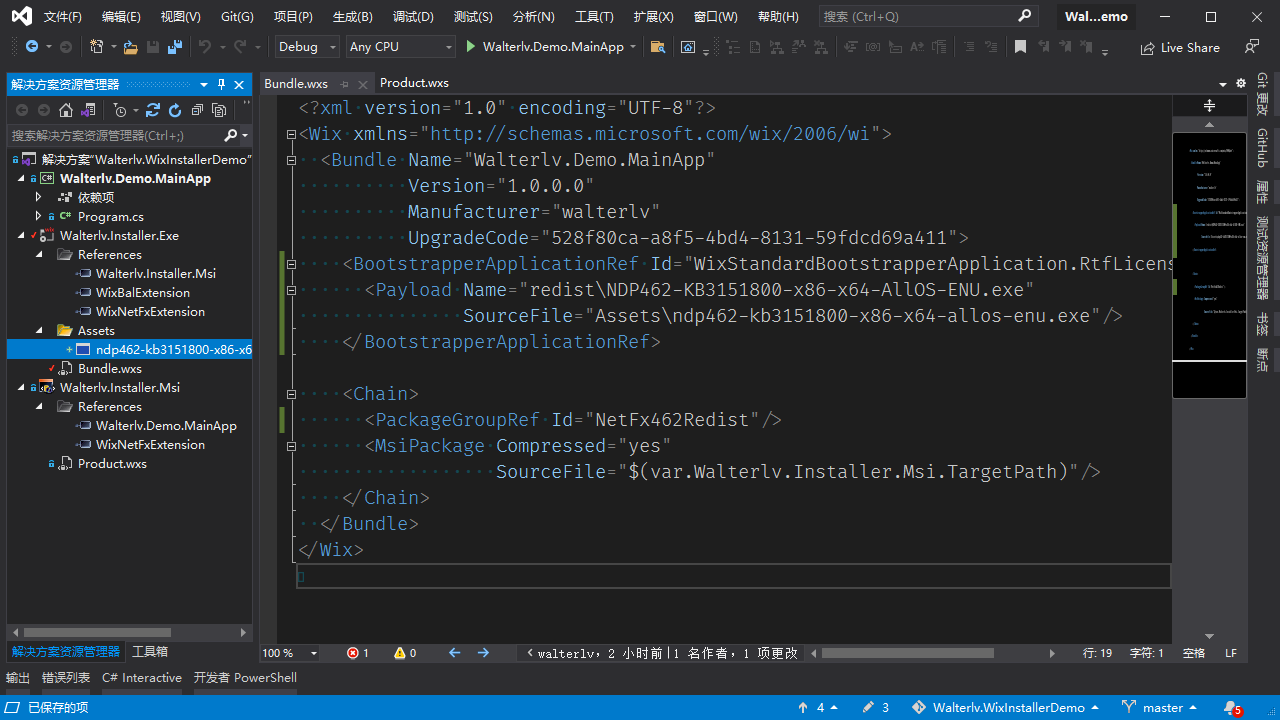 文件(F) 编辑(E) 视图(V) Git(G) 项目(P) 生成(B) 调试(D) 测试(S) 分析(N) 工具(T) 扩展(X) 窗口(W) 帮助(H) 搜索 (Ctrl+Q) Wal...emo
Debug Any CPU Walterlv.Demo.MainApp Live Share
解决方案资源管理器
搜索解决方案资源管理器(Ctrl+;)
解决方案"Walterlv.WixInstallerDemo"
Walterlv.Demo.MainApp
依赖项
C# Program.cs
Walterlv.Installer.Exe
References
Walterlv.Installer.Msi
WixBalExtension
WixNetFxExtension
Assets
ndp462-kb3151800-x86-x6
Bundle.wxs
Walterlv.Installer.Msi
References
Walterlv.Demo.MainApp
WixNetFxExtension
Product.wxs
解决方案资源管理器 工具箱
Bundle.wxs Product.wxs
<?xml version="1.0" encoding="UTF-8"?>
<Wix xmlns="http://schemas.microsoft.com/wix/2006/wi">
<Bundle Name="Walterlv.Demo.MainApp"
Version="1.0.0.0"
Manufacturer="walterlv"
UpgradeCode="528f80ca-a8f5-4bd4-8131-59fdcd69a411">
<BootstrapperApplicationRef Id="WixStandardBootstrapperApplication.RtfLicens
<Payload Name="redist\NDP462-KB3151800-x86-x64-AllOS-ENU.exe"
SourceFile="Assets\ndp462-kb3151800-x86-x64-allos-enu.exe"/>
</BootstrapperApplicationRef>
<Chain>
<PackageGroupRef Id="NetFx462Redist"/>
<MsiPackage Compressed="yes"
SourceFile="$(var.Walterlv.Installer.Msi.TargetPath)"/>
</Chain>
</Bundle>
</Wix>
100 % 1 0 walterlv，2 小时前|1 名作者，1 项更改 行: 19 字符: 1 空格 LF
Git 更改
GitHub
属性
测试资源管理器
书签
断点
输出 错误列表 C# Interactive 开发者 PowerShell
已保存的项 4 3 Walterlv.WixInstallerDemo master 5